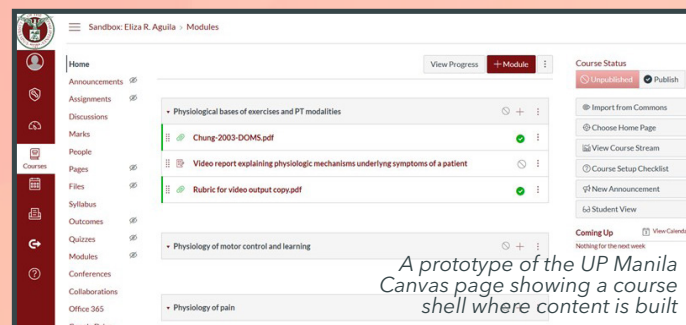 Sandbox: Eliza R. Aguila > Modules
Home
Announcements
Assignments
Discussions
Marks
People
Pages
Files
Syllabus
Outcomes
Quizzes
Modules
Conferences
Collaborations
Office 365
Courses
View Progress
+ Module
Physiological bases of exercises and PT modalities
Chung-2003-DOMS.pdf
Video report explaining physiologic mechanisms underlyng symptoms of a patient
Rubric for video output copy.pdf
Physiology of motor control and learning
Physiology of pain
Course Status
Unpublished
Publish
Import from Commons
Choose Home Page
View Course Stream
Course Setup Checklist
New Announcement
Student View
Coming Up
View Calenda
Nothing for the next week
A prototype of the UP Manila
Canvas page showing a course
shell where content is built